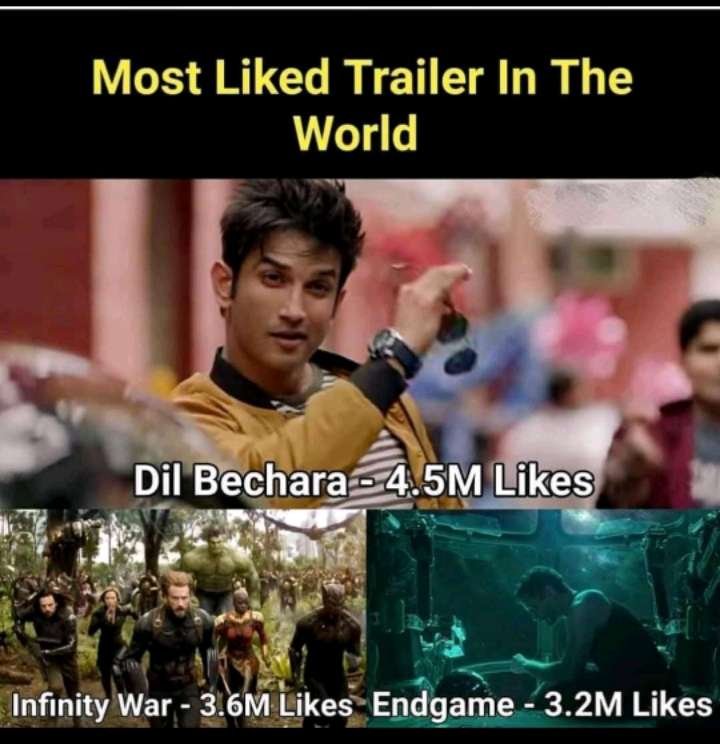 Most Liked Trailer In The
World
Dil Bechara - 4.5M Likes
Infinity War - 3.6M Likes
Endgame - 3.2M Likes